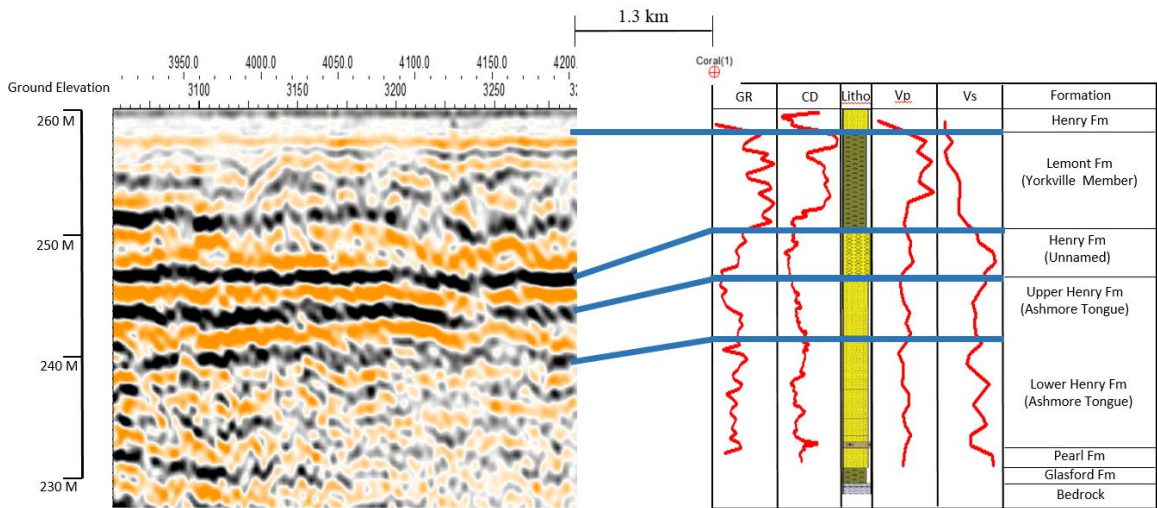 1.3 km
3950.0 4000.0 4050.0 4100.0 4150.0 4200
3100 3150 3200 3250
Ground Elevation
260 M
250 M
240 M
230 M
Coral(1)
GR CD Litho Vp Vs Formation
Henry Fm
Lemont Fm
(Yorkville Member)
Henry Fm
(Unnamed)
Upper Henry Fm
(Ashmore Tongue)
Lower Henry Fm
(Ashmore Tongue)
Pearl Fm
Glasford Fm
Bedrock